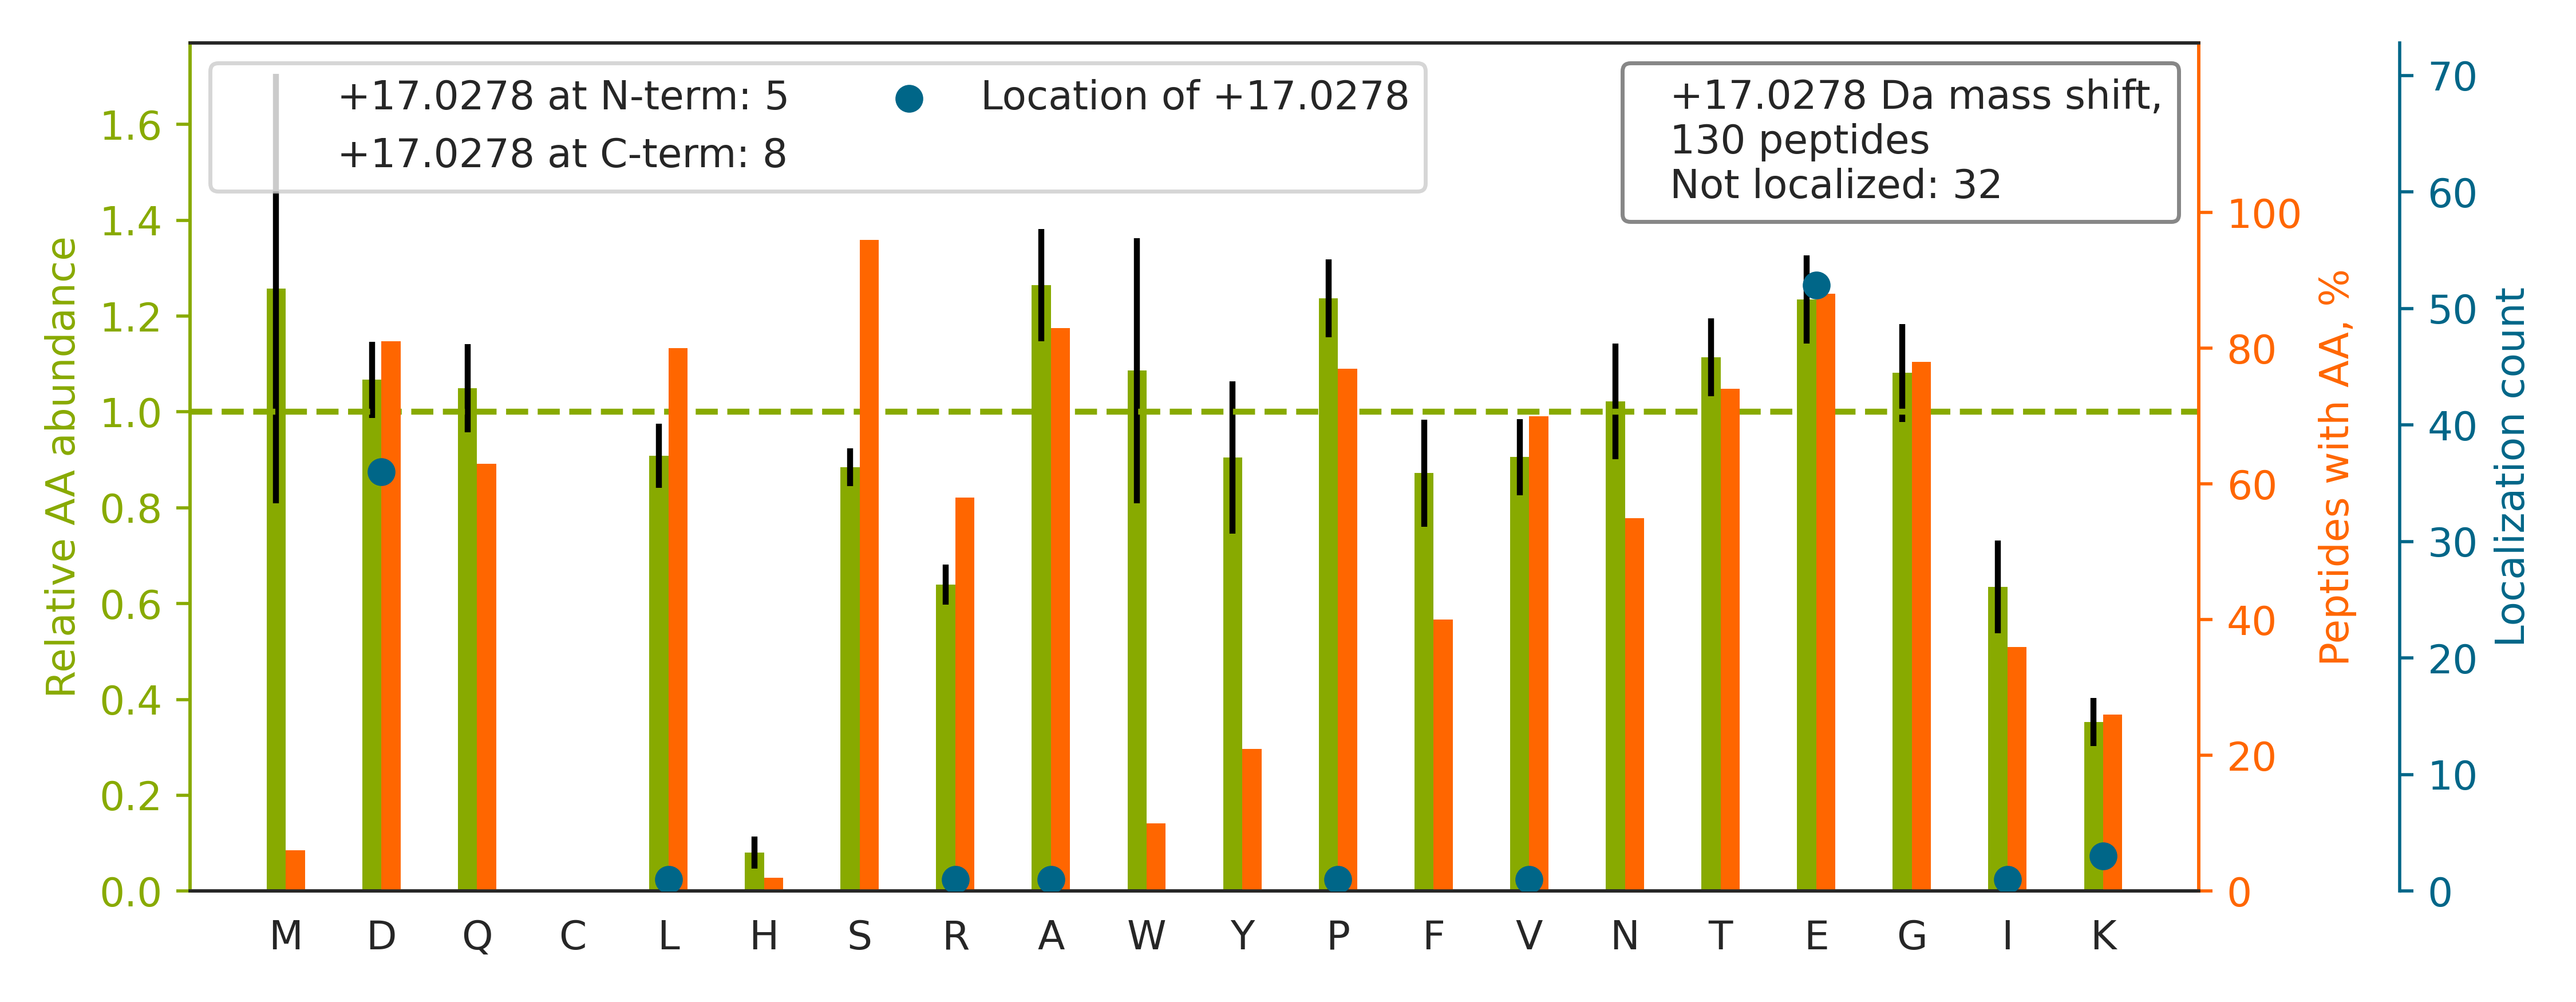 +17.0278 at N-term: 5
+17.0278 at C-term: 8
Location of +17.0278
+17.0278 Da mass shift,
130 peptides
Not localized: 32
Relative AA abundance
1.6
1.4
1.2
1.0
0.8
0.6
0.4
0.2
0.0
M D Q C L H S R A W Y P F V N T E G I K
100
80
60
40
20
0
Peptides with AA, %
70
60
50
40
30
20
10
0
Localization count